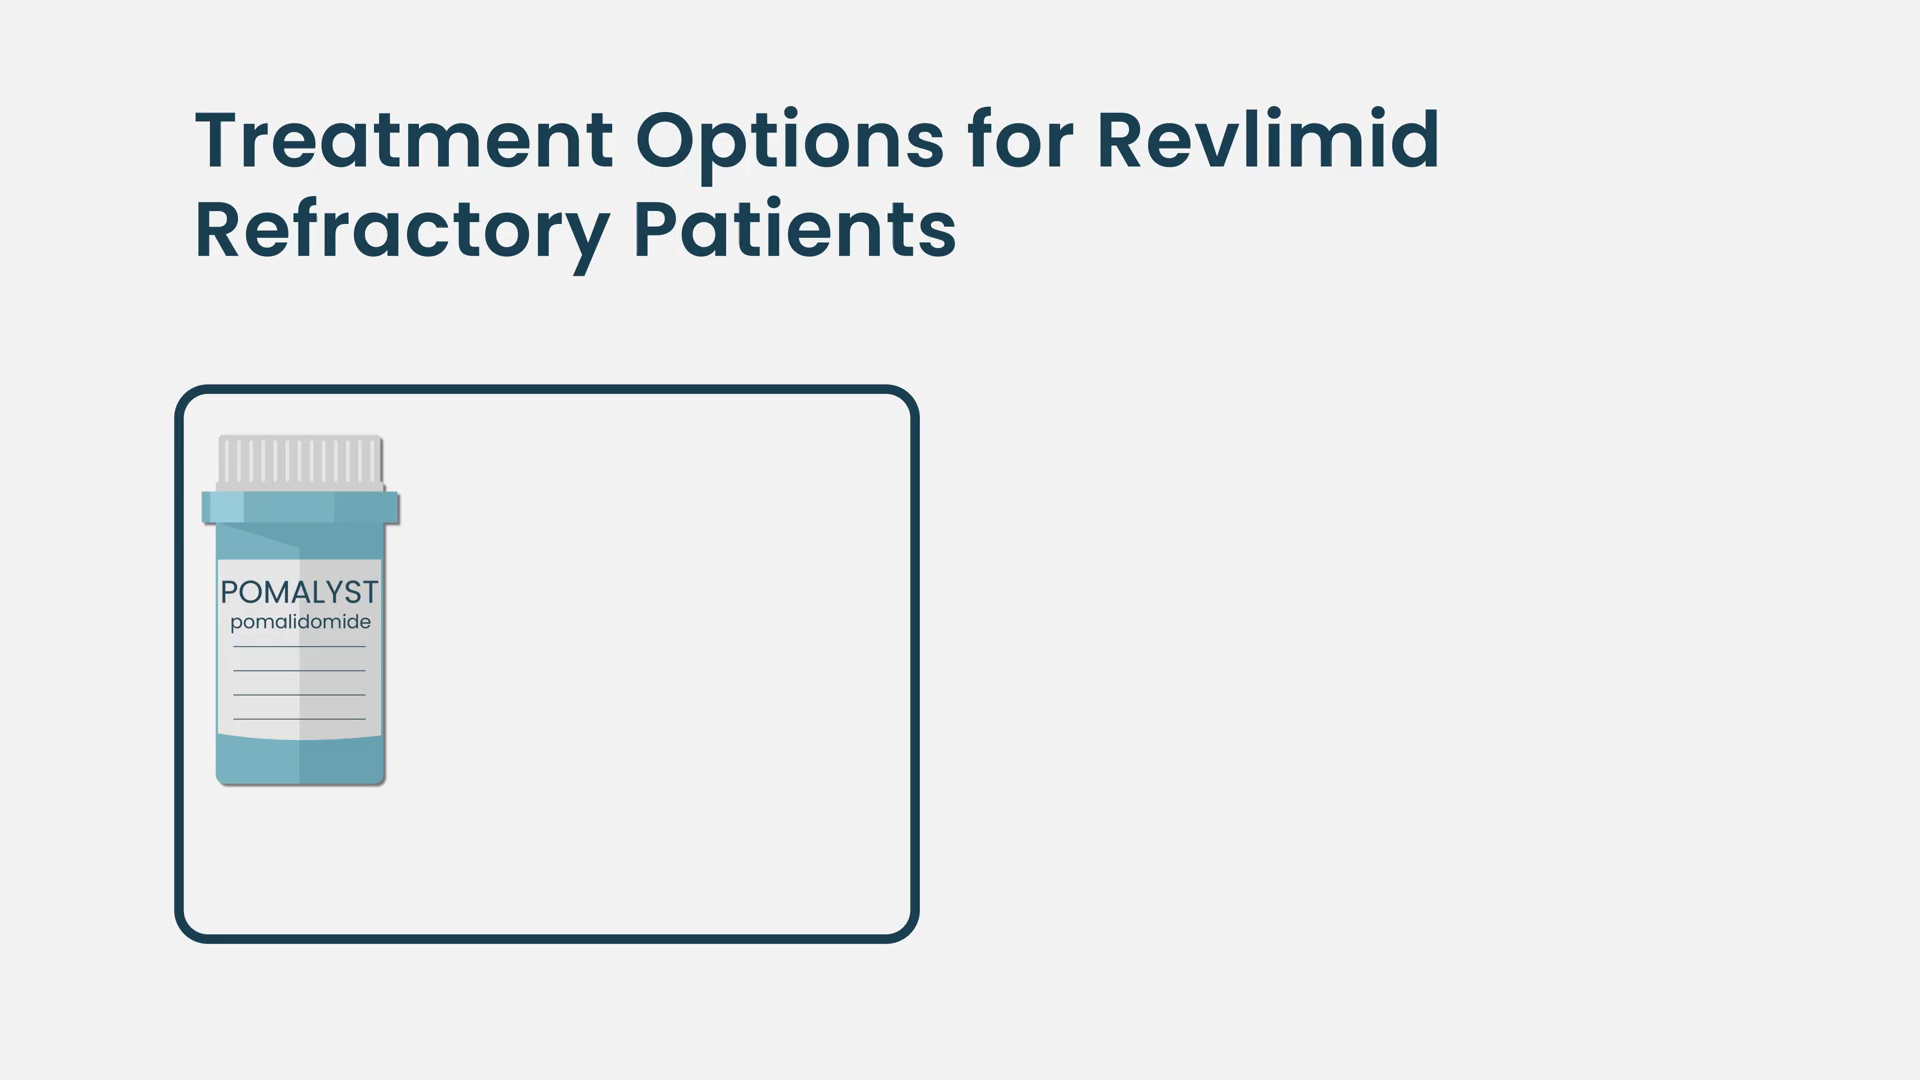 Treatment Options for Revlimid
Refractory Patients
POMALYST
pomalidomide